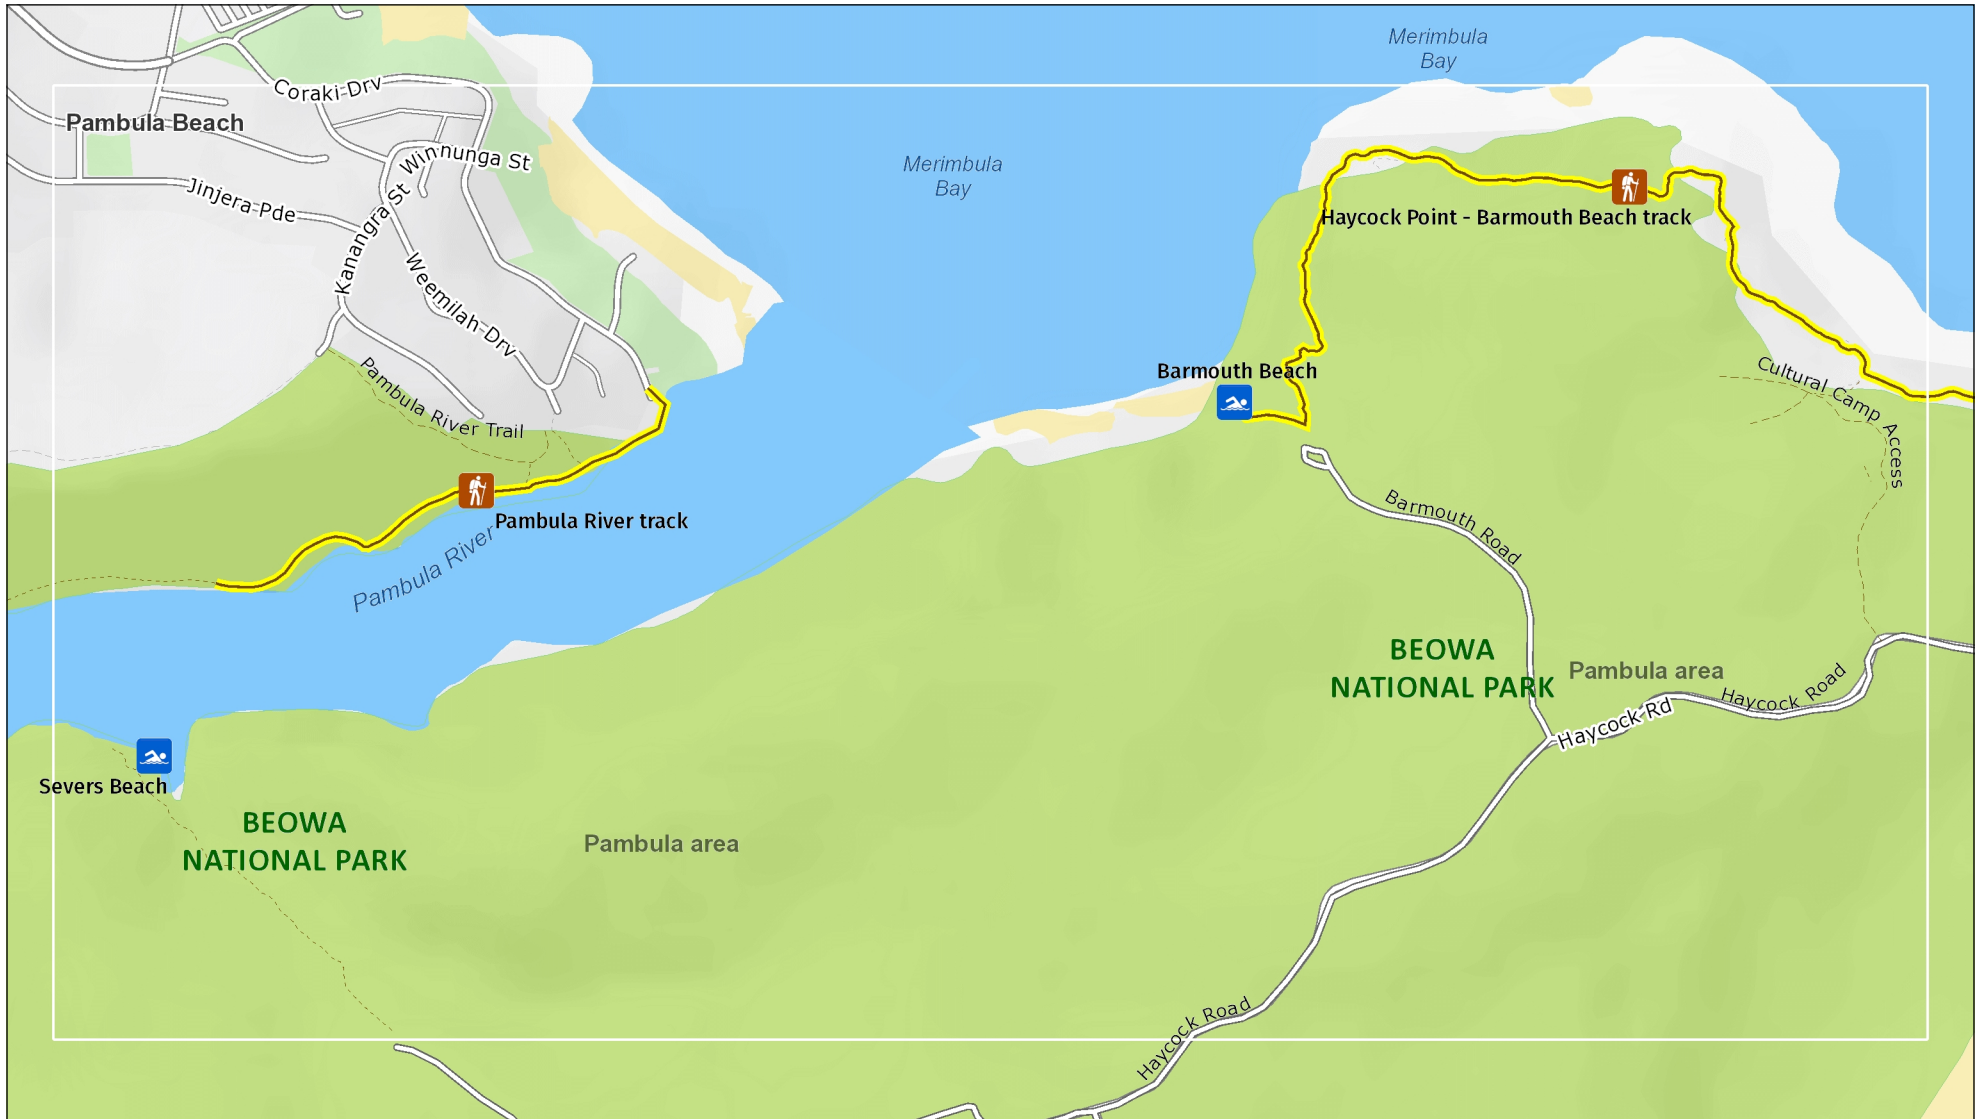 Merimbula
Bay
Coraki Drv
Pambula Beach
Winnunga St
Merimbula
Bay
Jinjera Pde
Kananagra St
Haycock Point - Barmouth Beach track
Weemilah Drv
Pambula River Trail
Barmouth Beach
Cultural Camp Access
Pambula River track
Barmouth Road
Pambula River
BEOWA
NATIONAL PARK
Pambula area
Haycock Road
Haycock Rd
Severs Beach
BEOWA
NATIONAL PARK
Pambula area
Haycock Road